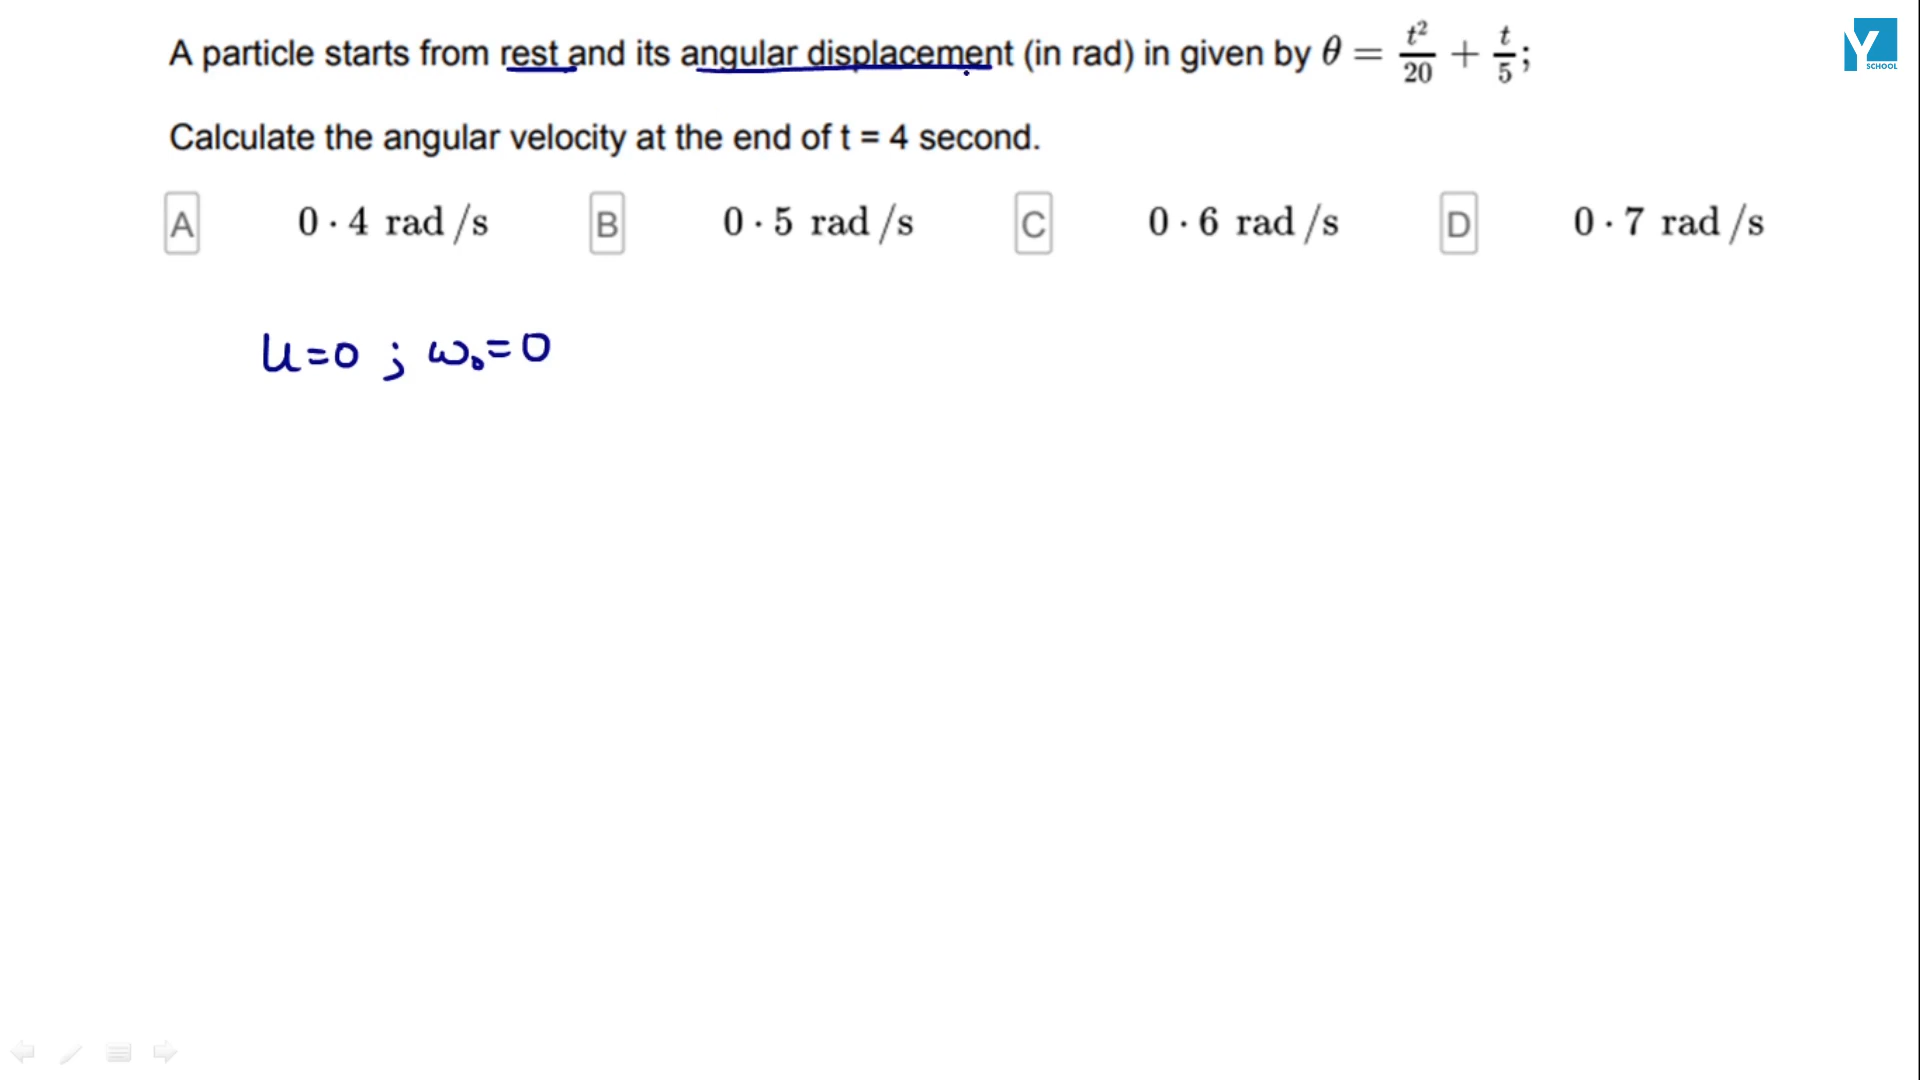 A particle starts from rest and its angular displacement (in rad) in given by θ = t²/20 + t/5;
Y SCHOOL
Calculate the angular velocity at the end of t = 4 second.
A 0·4 rad/s B 0·5 rad/s C 0·6 rad/s D 0·7 rad/s
u=0 ; ω₀=0